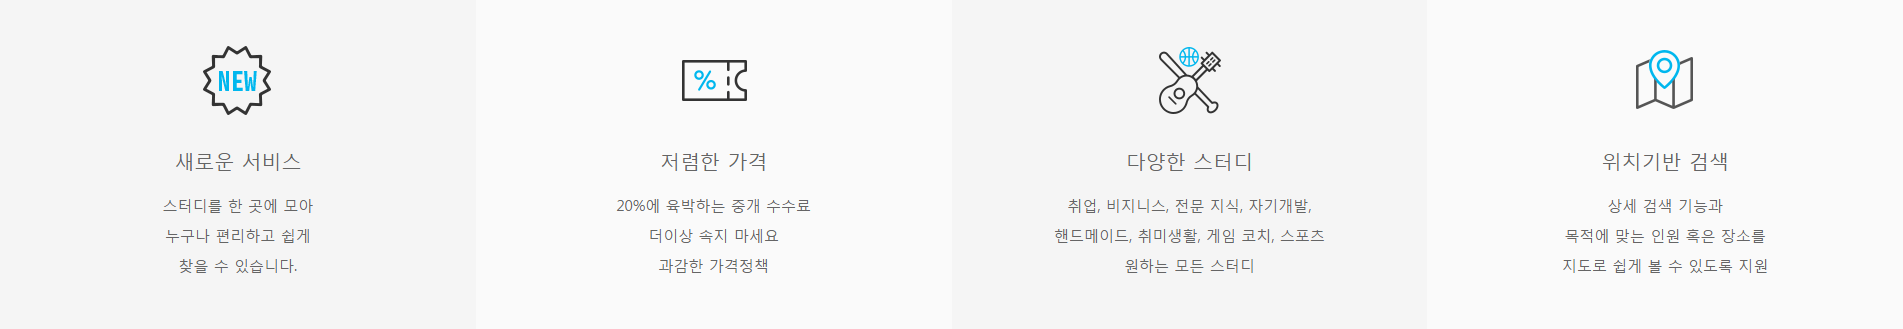 NEW
새로운 서비스
스터디를 한 곳에 모아
누구나 편리하고 쉽게
찾을 수 있습니다.
%
저렴한 가격
20%에 육박하는 중개 수수료
더이상 속지 마세요
과감한 가격정책
다양한 스터디
취업, 비지니스, 전문 지식, 자기개발,
핸드메이드, 취미생활, 게임 코치, 스포츠
원하는 모든 스터디
위치기반 검색
상세 검색 기능과
목적에 맞는 인원 혹은 장소를
지도로 쉽게 볼 수 있도록 지원